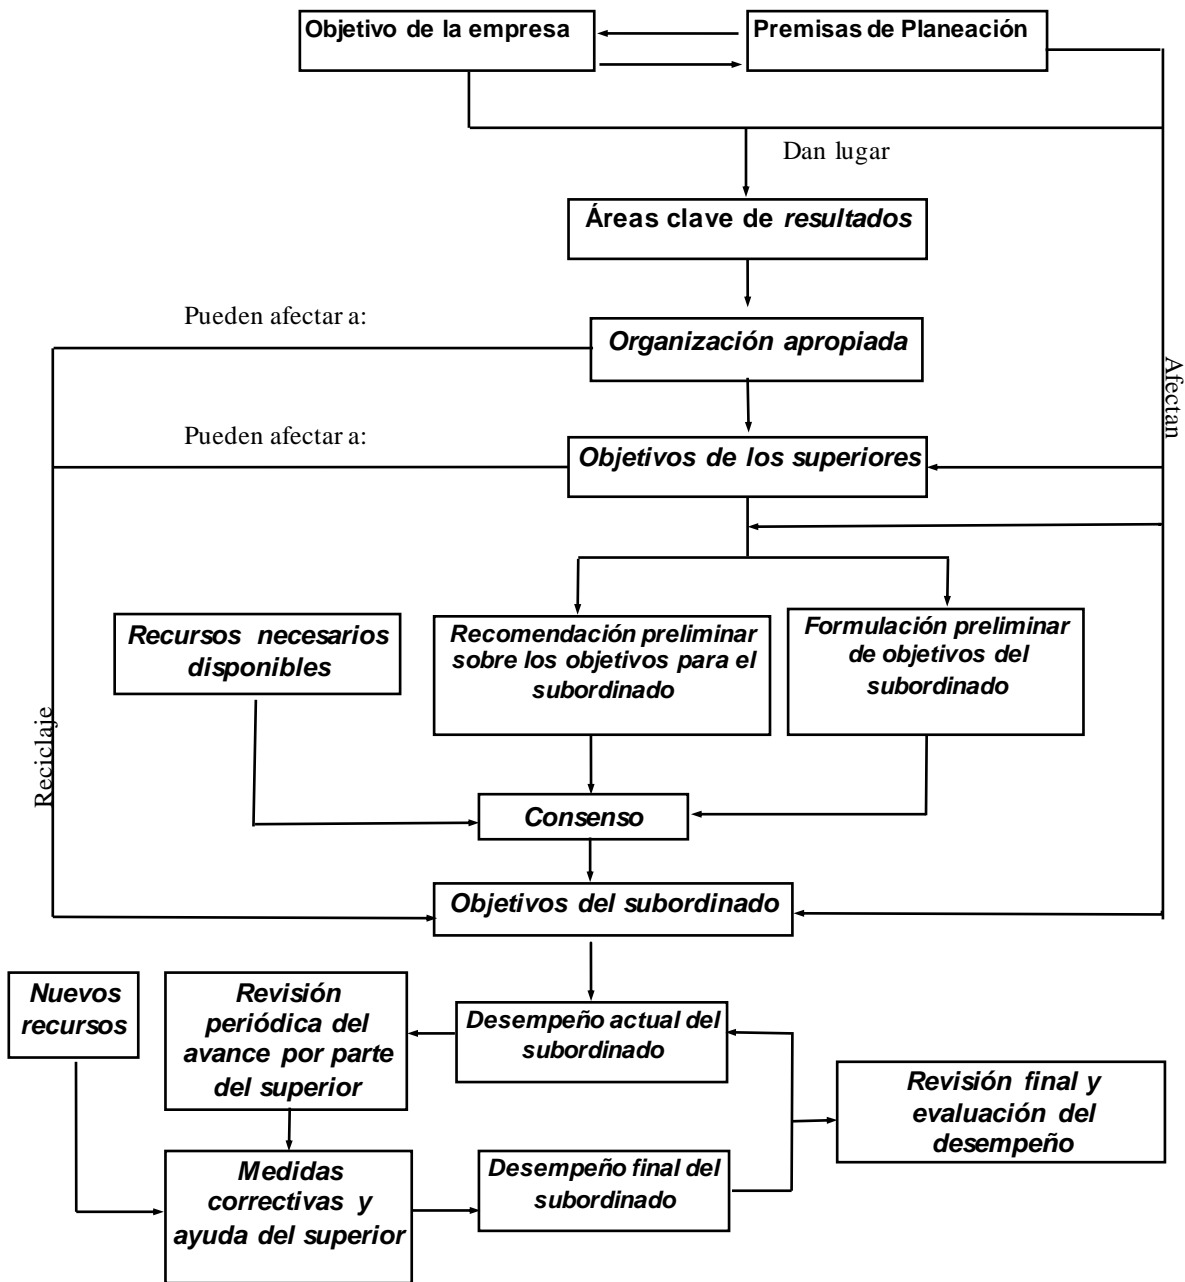 Objetivo de la empresa
Premisas de Planeación
Dan lugar
Áreas clave de resultados
Pueden afectar a:
Organización apropiada
Afectan
Pueden afectar a:
Objetivos de los superiores
Recursos necesarios
disponibles
Recomendación preliminar
sobre los objetivos para el
subordinado
Formulación preliminar
de objetivos del
subordinado
Reciclaje
Consenso
Objetivos del subordinado
Nuevos
recursos
Revisión
periódica del
avance por parte
del superior
Desempeño actual del
subordinado
Revisión final y
evaluación del
desempeño
Medidas
correctivas y
ayuda del superior
Desempeño final del
subordinado